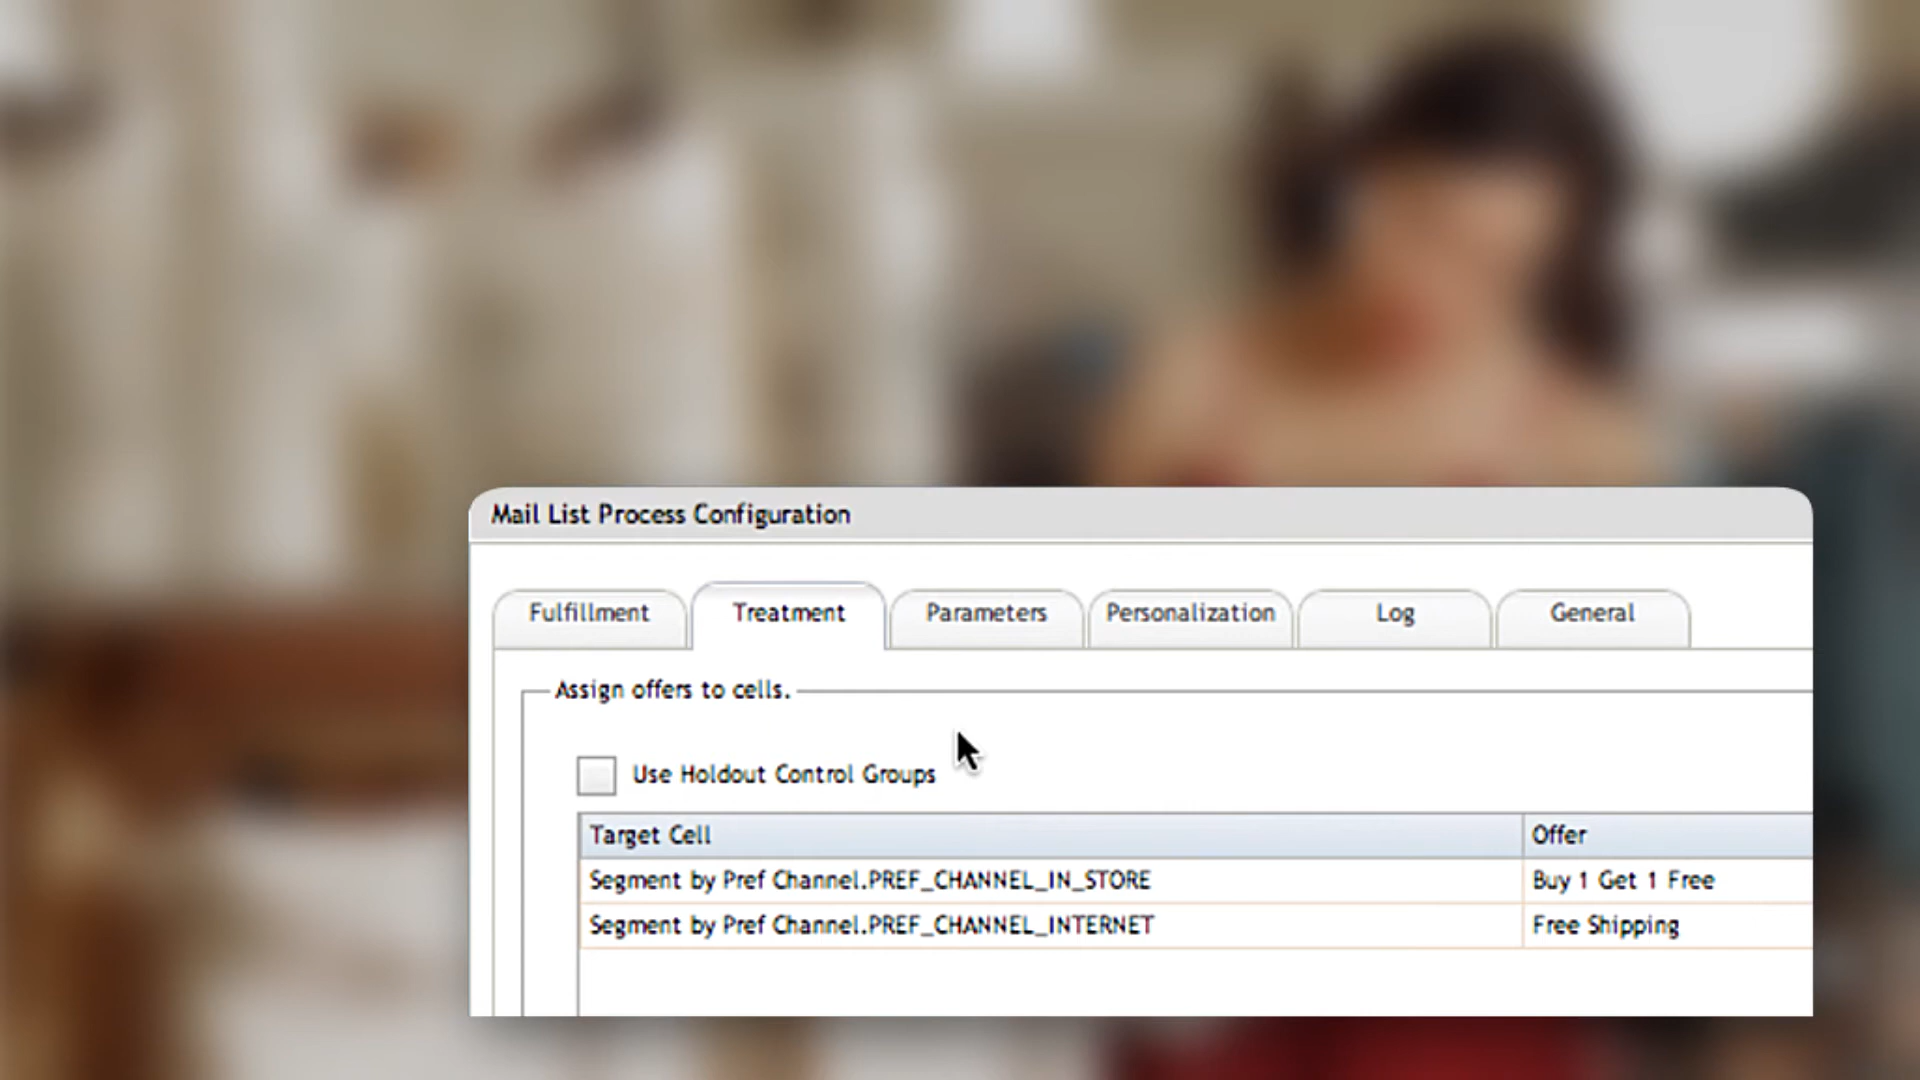 Mail List Process Configuration
Fulfillment Treatment Parameters Personalization Log General
Assign offers to cells.
Use Holdout Control Groups
Target Cell Offer
Segment by Pref Channel.PREF_CHANNEL_IN_STORE Buy 1 Get 1 Free
Segment by Pref Channel.PREF_CHANNEL_INTERNET Free Shipping